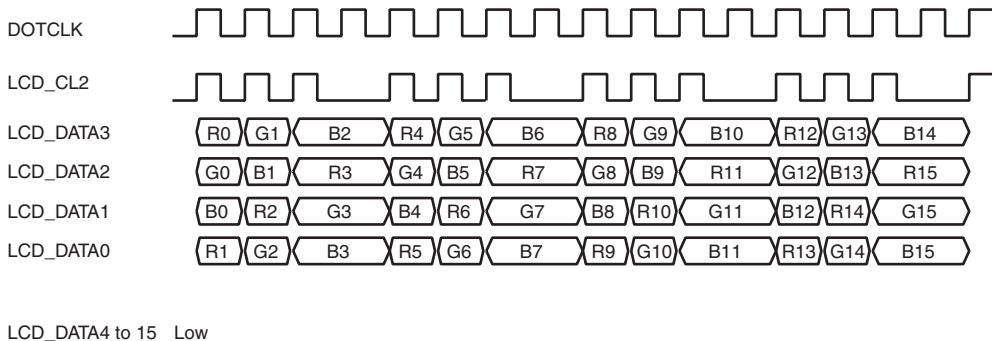 DOTCLK
LCD_CL2
LCD_DATA3 R0 G1 B2 R4 G5 B6 R8 G9 B10 R12 G13 B14
LCD_DATA2 G0 B1 R3 G4 B5 R7 G8 B9 R11 G12 B13 R15
LCD_DATA1 B0 R2 G3 B4 R6 G7 B8 R10 G11 B12 R14 G15
LCD_DATA0 R1 G2 B3 R5 G6 B7 R9 G10 B11 R13 G14 B15
LCD_DATA4 to 15 Low